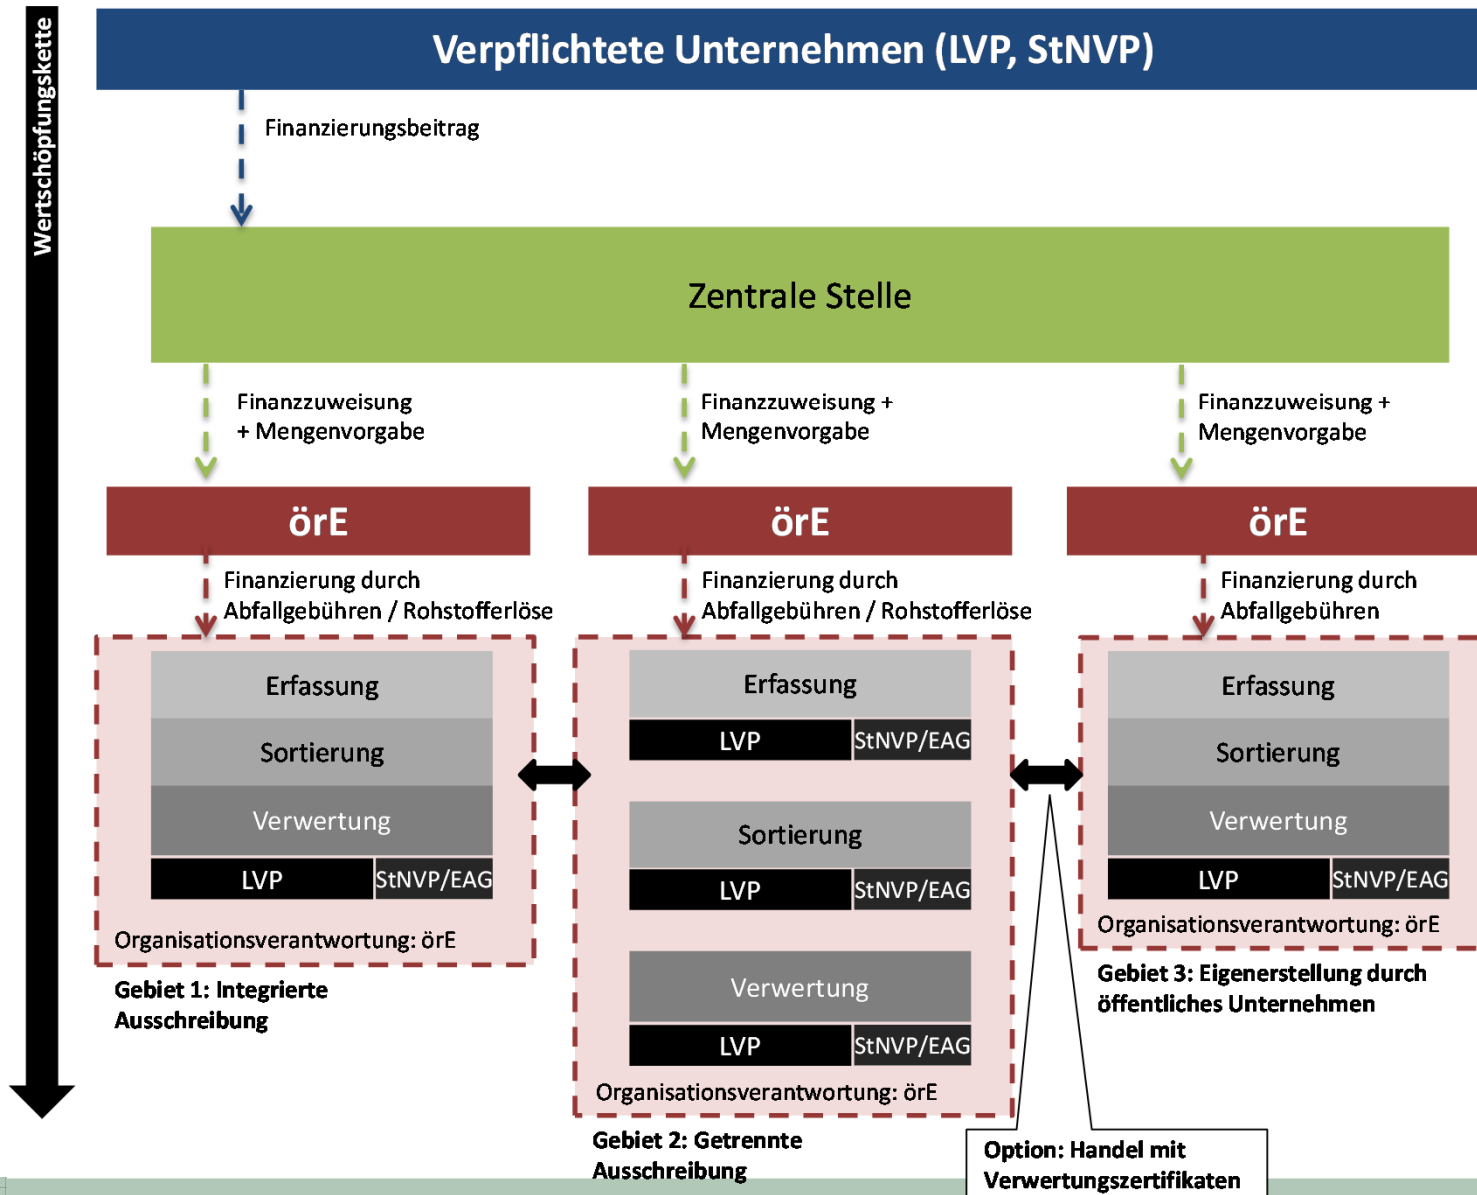 Wertschöpfungskette
Verpflichtete Unternehmen (LVP, StNVP)
Finanzierungsbeitrag
Zentrale Stelle
Finanzzuweisung
+ Mengenvorgabe
Finanzzuweisung +
Mengenvorgabe
Finanzzuweisung +
Mengenvorgabe
örE
örE
örE
Finanzierung durch
Abfallgebühren / Rohstofferlöse
Finanzierung durch
Abfallgebühren / Rohstofferlöse
Finanzierung durch
Abfallgebühren
Erfassung
Sortierung
Verwertung
LVP
StNVP/EAG
Organisationsverantwortung: örE
Gebiet 1: Integrierte
Ausschreibung
Erfassung
LVP
StNVP/EAG
Sortierung
LVP
StNVP/EAG
Verwertung
LVP
StNVP/EAG
Organisationsverantwortung: örE
Gebiet 2: Getrennte
Ausschreibung
Erfassung
Sortierung
Verwertung
LVP
StNVP/EAG
Organisationsverantwortung: örE
Gebiet 3: Eigenerstellung durch
öffentliches Unternehmen
Option: Handel mit
Verwertungszertifikaten